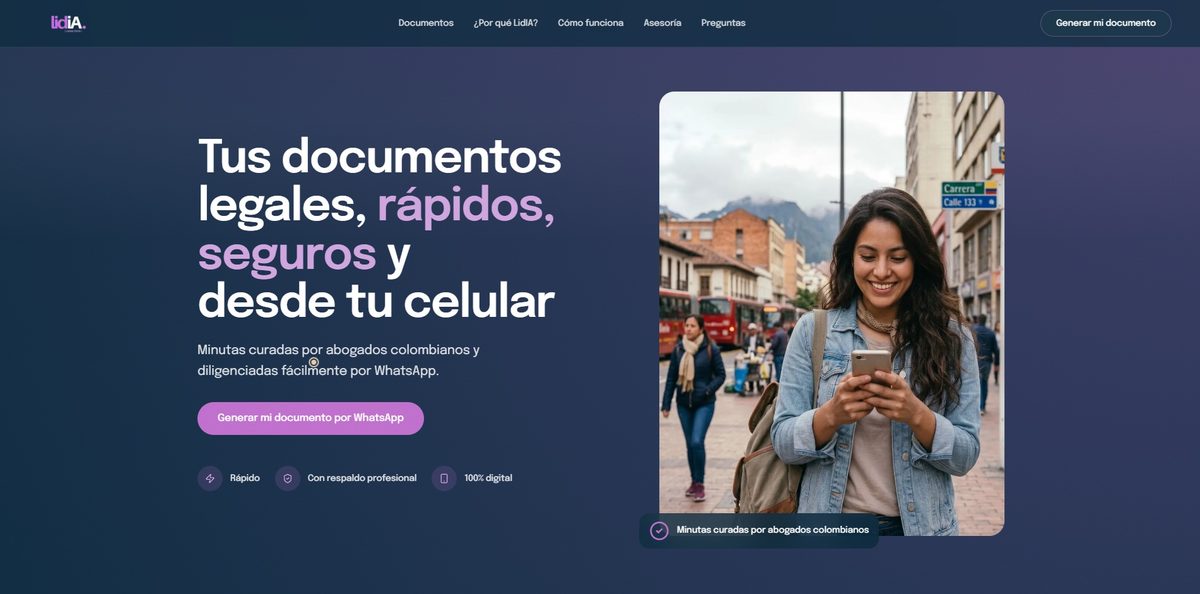 lidiA.
Documentos
¿Por qué LidIA?
Cómo funciona
Asesoría
Preguntas
Generar mi documento
Tus documentos
legales, rápidos,
seguros y
desde tu celular
Minutas curadas por abogados colombianos y
diligenciadas fácilmente por WhatsApp.
Generar mi documento por WhatsApp
Rápido
Con respaldo profesional
100% digital
Carrera
Calle 133
Minutas curadas por abogados colombianos